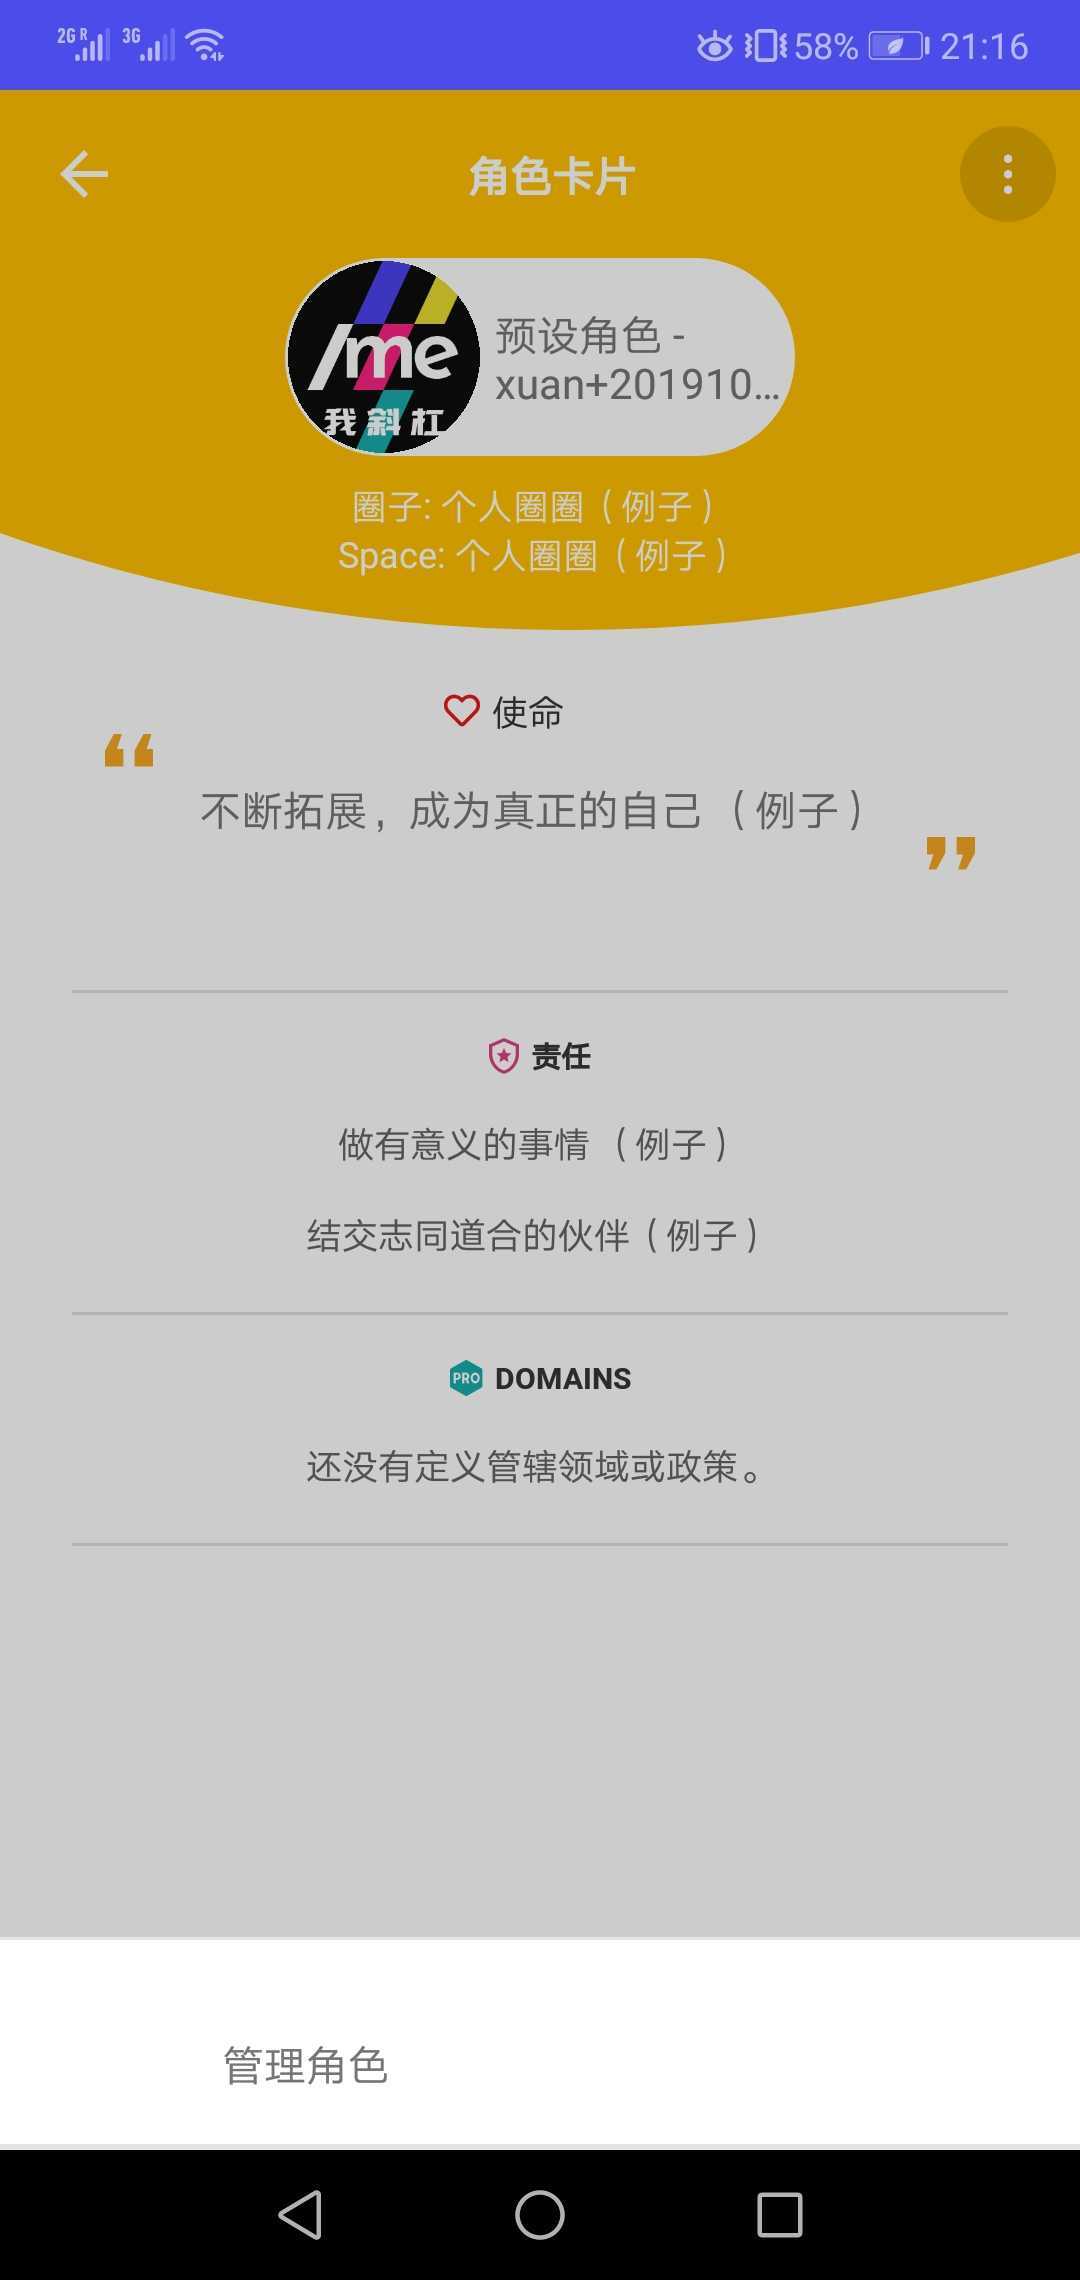 2G R 3G 58% 21:16
角色卡片
/me
我斜杠
预设角色 -
xuan+201910...
圈子: 个人圈圈（例子）
Space: 个人圈圈（例子）
使命
“
不断拓展，成为真正的自己 （例子）
”
责任
做有意义的事情 （例子）
结交志同道合的伙伴（例子）
PRO DOMAINS
还没有定义管辖领域或政策。
管理角色